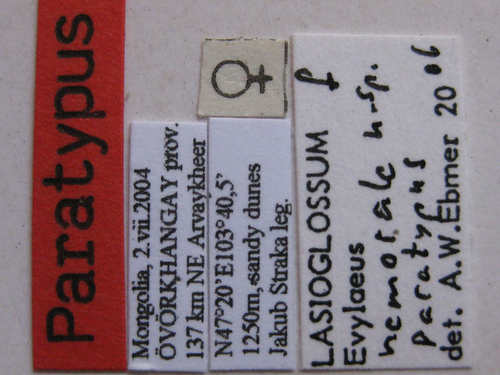 Paratypus
Mongolia, 2.vii.2004
ÖVÖRKHANGAY prov.
137 km NE Arvaykheer
N47°20'E103°40,5'
1250m, sandy dunes
Jakub Straka leg.
♀
LASIOGLOSSUM f
Evylaeus
nemorale n.sp.
paratypus
det. A.W.Ebmer 2006